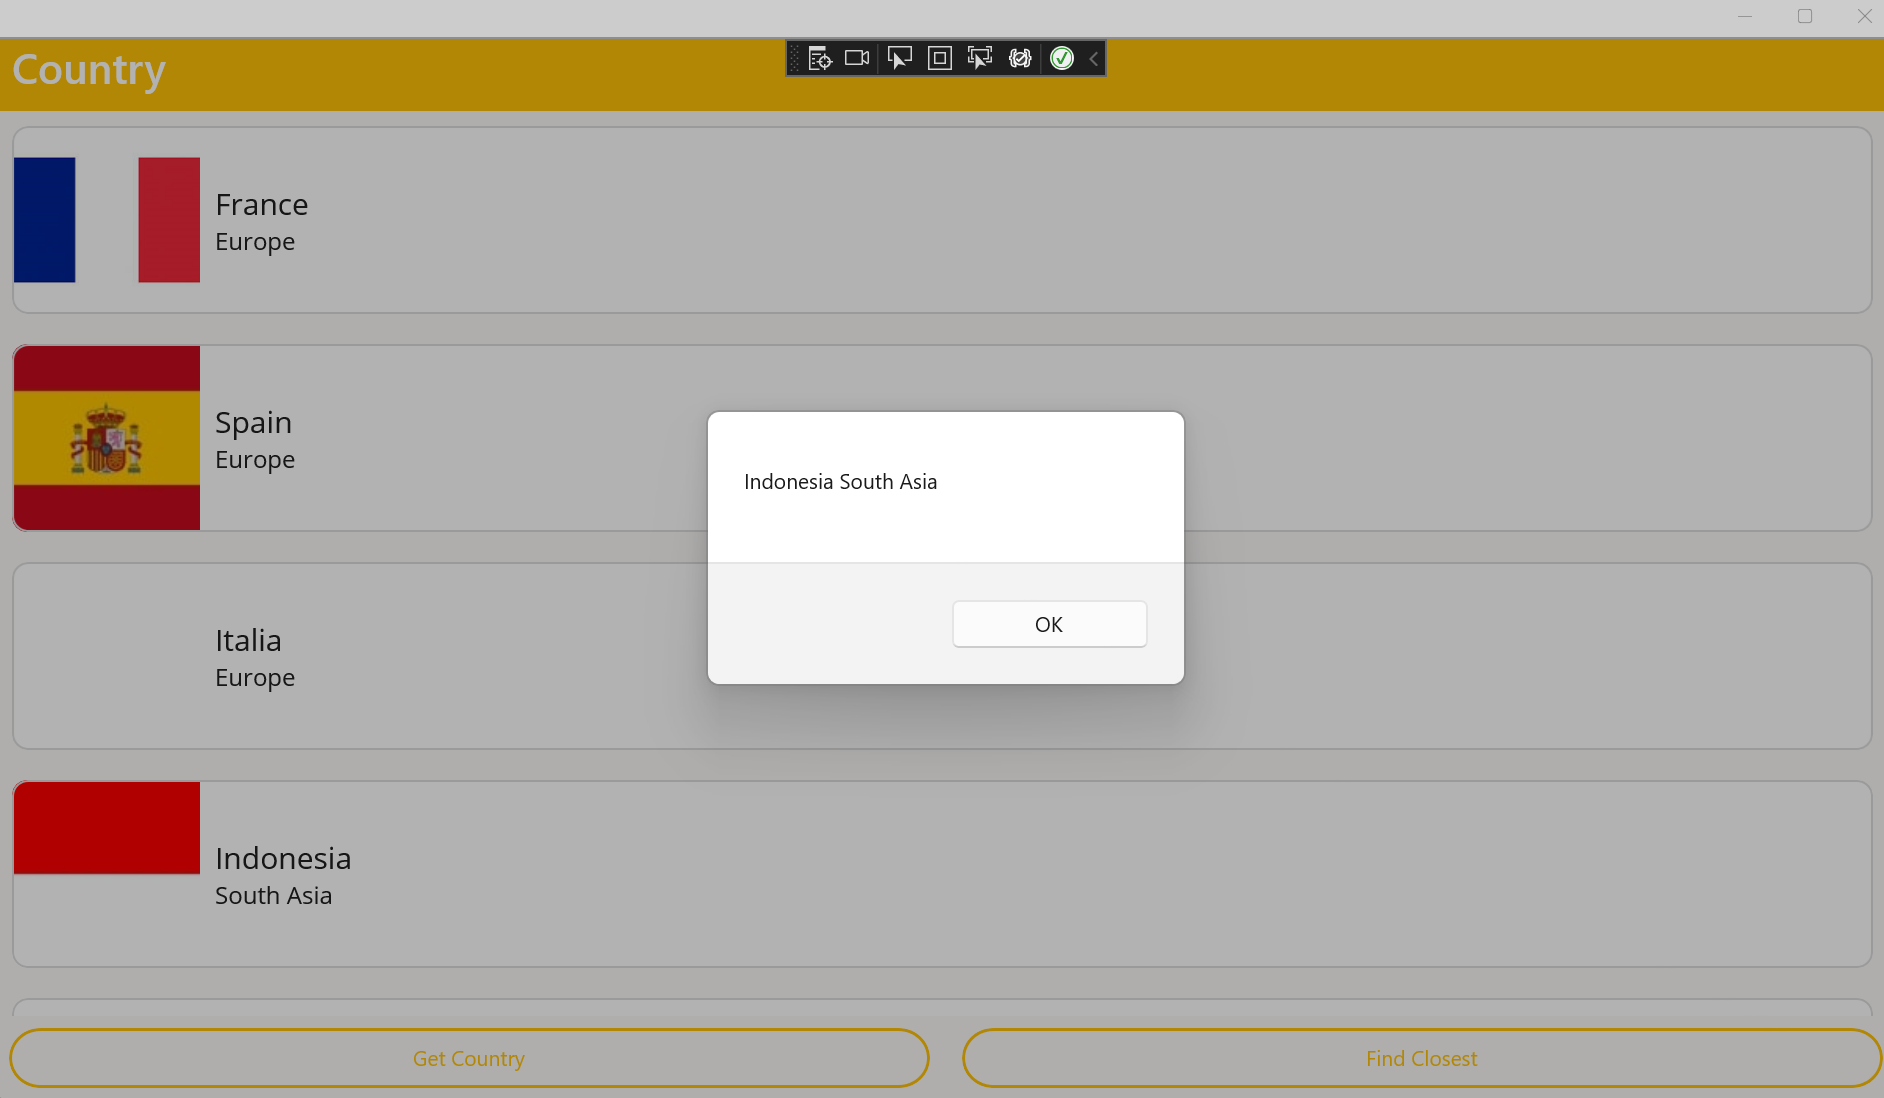 Country
France
Europe
Spain
Europe
Indonesia South Asia
OK
Italia
Europe
Indonesia
South Asia
Get Country
Find Closest